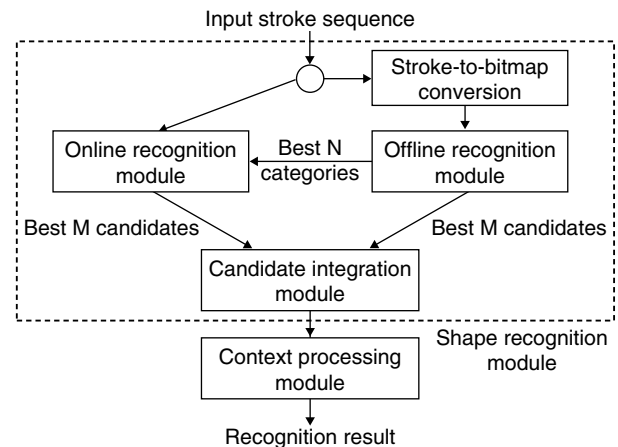 Input stroke sequence
Stroke-to-bitmap
conversion
Online recognition
module
Best N
categories
Offline recognition
module
Best M candidates
Best M candidates
Candidate integration
module
Shape recognition
module
Context processing
module
Recognition result